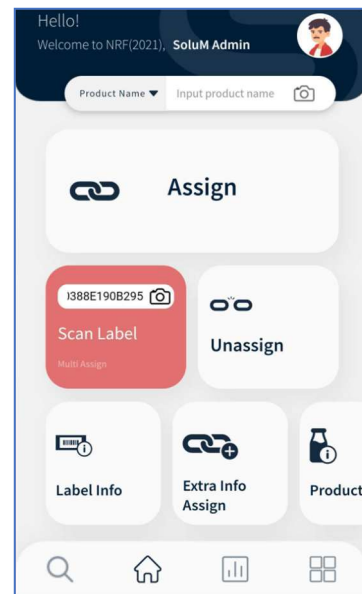 Hello!
Welcome to NRF(2021), SoluM Admin
Product Name ▼ Input product name
Assign
)388E190B295
Scan Label
Multi Assign
Unassign
Label Info
Extra Info
Assign
Product